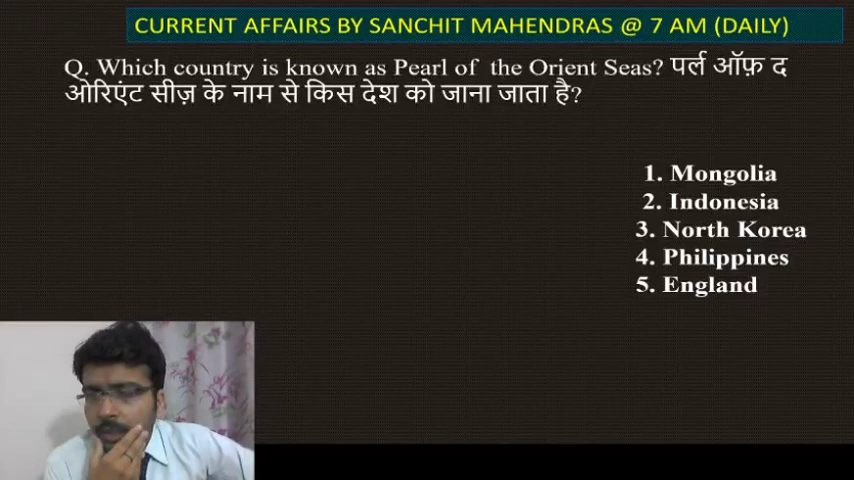 CURRENT AFFAIRS BY SANCHIT MAHENDRAS @ 7 AM (DAILY)
Q. Which country is known as Pearl of the Orient Seas? पर्ल ऑफ़ द
ओरिएंट सीज़ के नाम से किस देश को जाना जाता है?
1. Mongolia
2. Indonesia
3. North Korea
4. Philippines
5. England